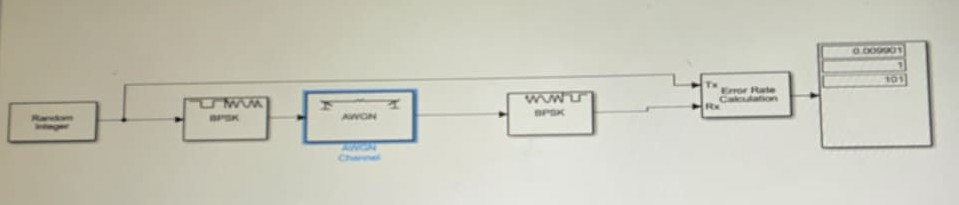 Random
Integer
BPSK
AWGN
AWGN
Channel
BPSK
Tx
Rx
Error Rate
Calculation
0.009901
1
101